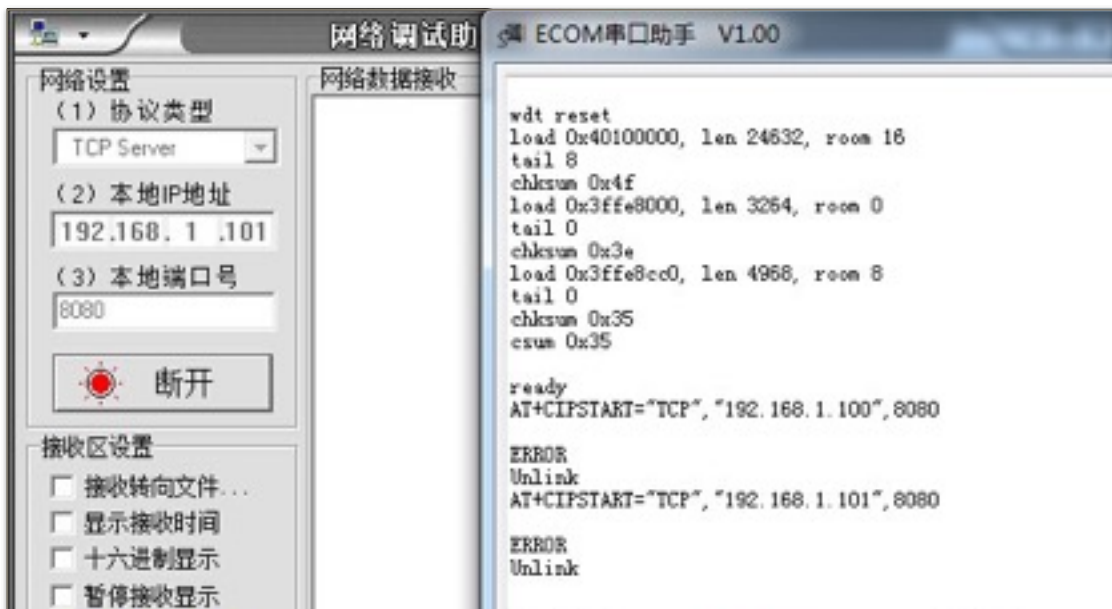 网络调试助
网络设置
(1) 协议类型
TCP Server
(2) 本地IP地址
192.168. 1 .101
(3) 本地端口号
8080
断开
接收区设置
接收转向文件...
显示接收时间
十六进制显示
暂停接收显示
网络数据接收
ECOM串口助手 V1.00
wdt reset
load 0x40100000, len 24632, room 16
tail 8
chksum 0x4f
load 0x3ffe8000, len 3264, room 0
tail 0
chksum 0x3e
load 0x3ffe8cc0, len 4968, room 8
tail 0
chksum 0x35
csum 0x35
ready
AT+CIPSTART="TCP","192.168.1.100",8080
ERROR
Unlink
AT+CIPSTART="TCP","192.168.1.101",8080
ERROR
Unlink